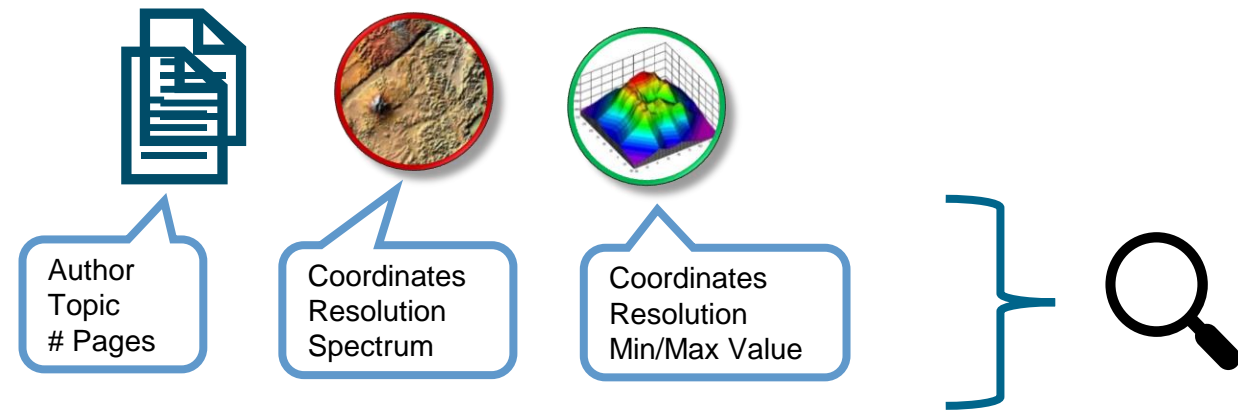 Author
Topic
# Pages
Coordinates
Resolution
Spectrum
Coordinates
Resolution
Min/Max Value